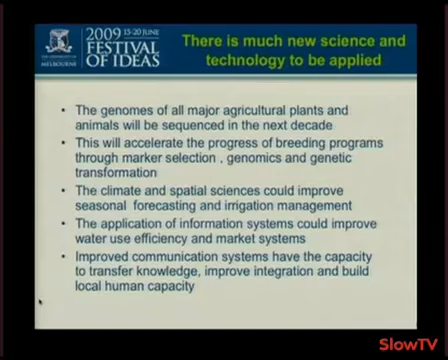 THE UNIVERSITY OF
MELBOURNE
2009 15-20 JUNE
FESTIVAL
OF IDEAS
There is much new science and
technology to be applied
• The genomes of all major agricultural plants and
animals will be sequenced in the next decade
• This will accelerate the progress of breeding programs
through marker selection , genomics and genetic
transformation
• The climate and spatial sciences could improve
seasonal forecasting and irrigation management
• The application of information systems could improve
water use efficiency and market systems
• Improved communication systems have the capacity
to transfer knowledge, improve integration and build
local human capacity
SlowTV